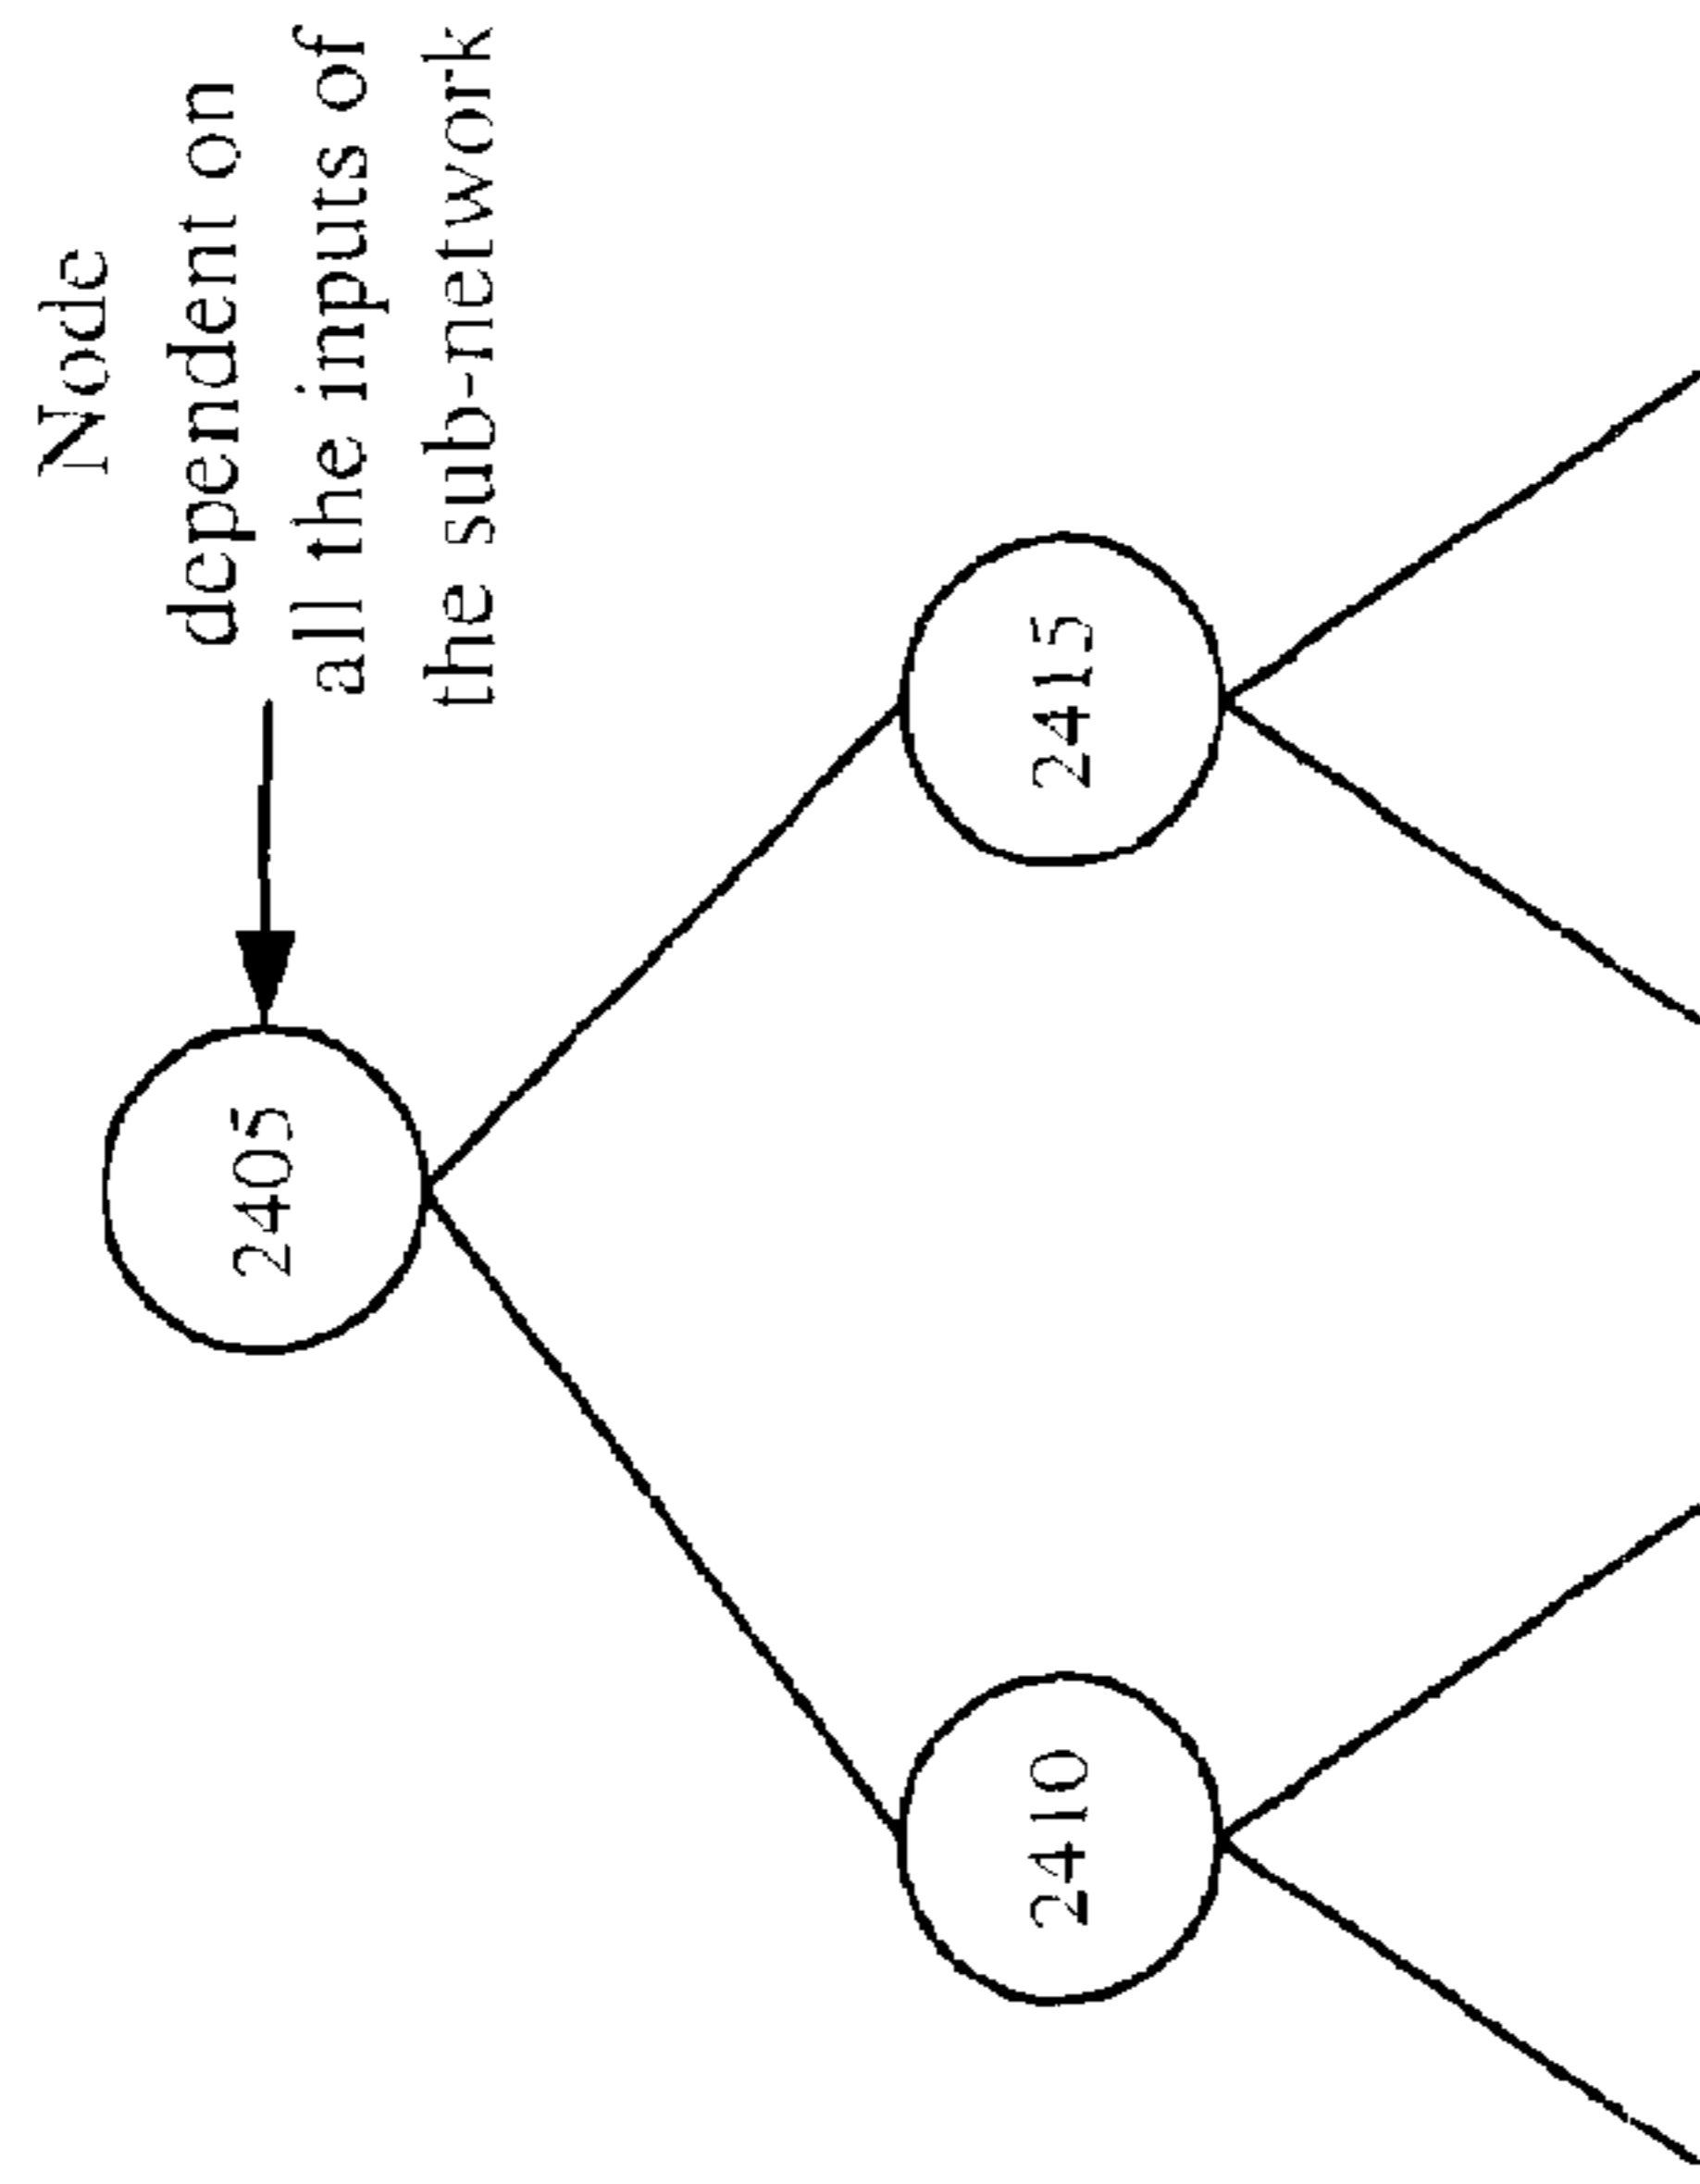 Node
dependent on
all the inputs of
the sub-network
2405
2415
2410